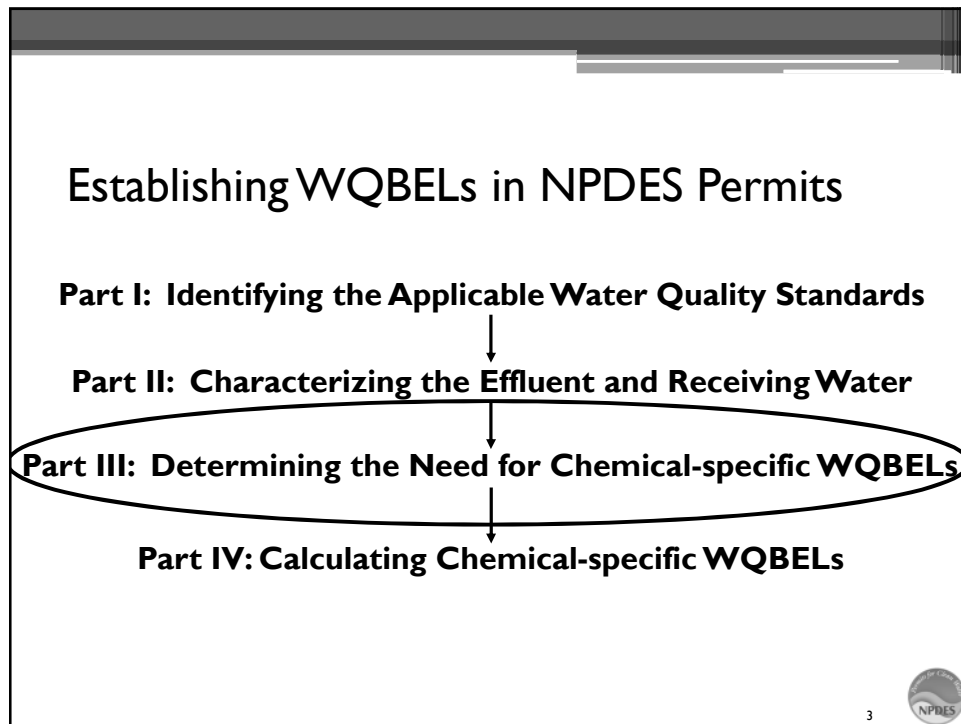 Establishing WQBELs in NPDES Permits
Part I: Identifying the Applicable Water Quality Standards
Part II: Characterizing the Effluent and Receiving Water
Part III: Determining the Need for Chemical-specific WQBELs
Part IV: Calculating Chemical-specific WQBELs
3
NPDES